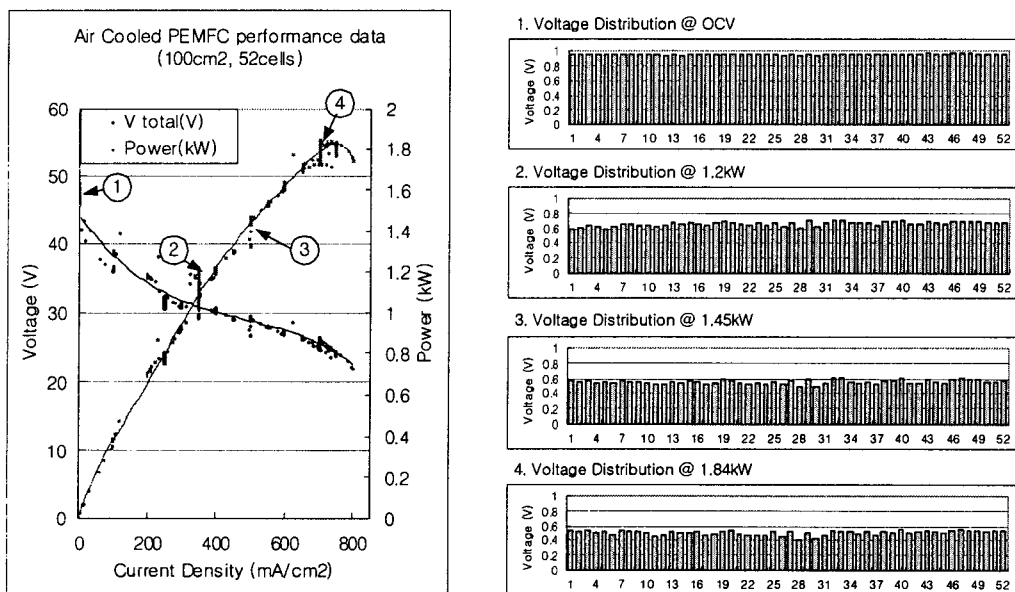 Air Cooled PEMFC performance data
(100cm2, 52cells)
60
50
40
30
20
10
0
Voltage (V)
V total(V)
Power(kW)
1
2
3
4
2
1.8
1.6
1.4
1.2
1
0.8
0.6
0.4
0.2
0
Power (kW)
0 200 400 600 800
Current Density (mA/cm2)
1. Voltage Distribution @ OCV
Voltage (V)
1
0.8
0.6
0.4
0.2
0
1 4 7 10 13 16 19 22 25 28 31 34 37 40 43 46 49 52
2. Voltage Distribution @ 1.2kW
Voltage (V)
1
0.8
0.6
0.4
0.2
0
1 4 7 10 13 16 19 22 25 28 31 34 37 40 43 46 49 52
3. Voltage Distribution @ 1.45kW
Voltage (V)
1
0.8
0.6
0.4
0.2
0
1 4 7 10 13 16 19 22 25 28 31 34 37 40 43 46 49 52
4. Voltage Distribution @ 1.84kW
Voltage (V)
1
0.8
0.6
0.4
0.2
0
1 4 7 10 13 16 19 22 25 28 31 34 37 40 43 46 49 52